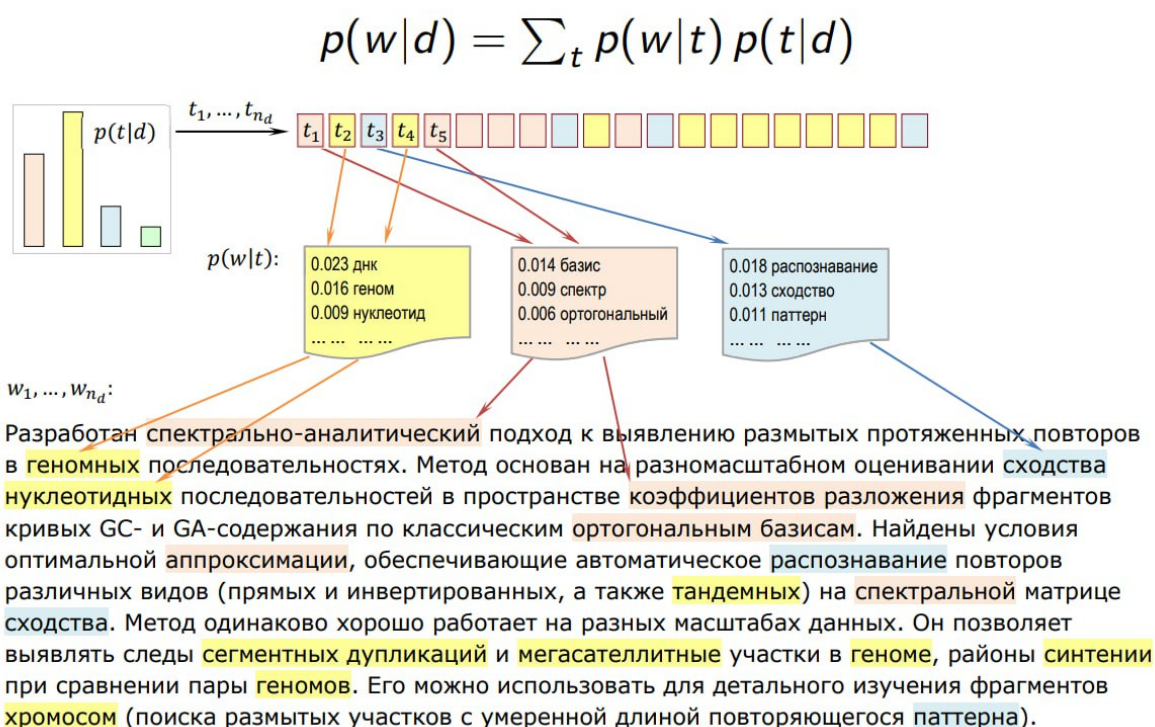 p(w|d) = ∑ₜ p(w|t) p(t|d)
p(t|d)
t₁, …, tₙ_d
t₁ t₂ t₃ t₄ t₅
p(w|t):
0.023 днк
0.016 геном
0.009 нуклеотид
… … … …
0.014 базис
0.009 спектр
0.006 ортогональный
… … … …
0.018 распознавание
0.013 сходство
0.011 паттерн
… … … …
w₁, …, wₙ_d:
Разработан спектрально-аналитический подход к выявлению размытых протяженных повторов
в геномных последовательностях. Метод основан на разномасштабном оценивании сходства
нуклеотидных последовательностей в пространстве коэффициентов разложения фрагментов
кривых GC- и GA-содержания по классическим ортогональным базисам. Найдены условия
оптимальной аппроксимации, обеспечивающие автоматическое распознавание повторов
различных видов (прямых и инвертированных, а также тандемных) на спектральной матрице
сходства. Метод одинаково хорошо работает на разных масштабах данных. Он позволяет
выявлять следы сегментных дупликаций и мегасателлитные участки в геноме, районы синтении
при сравнении пары геномов. Его можно использовать для детального изучения фрагментов
хромосом (поиска размытых участков с умеренной длиной повторяющегося паттерна).